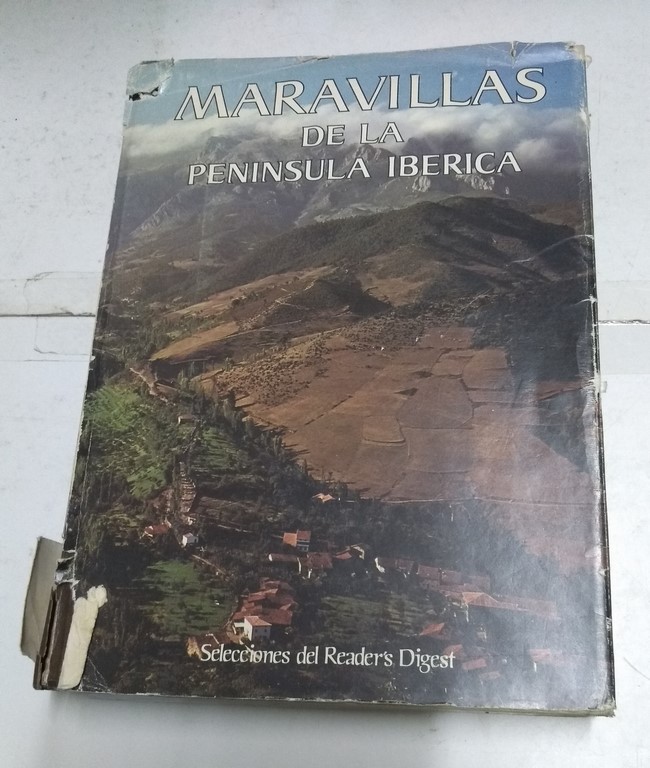 MARAVILLAS
DE LA
PENINSULA IBERICA
Selecciones del Reader's Digest